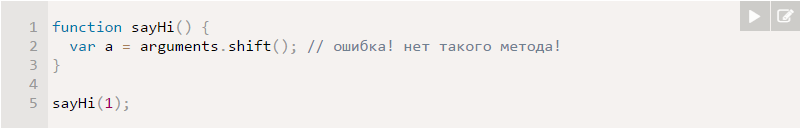 1 function sayHi() {
2   var a = arguments.shift(); // ошибка! нет такого метода!
3 }
4
5 sayHi(1);